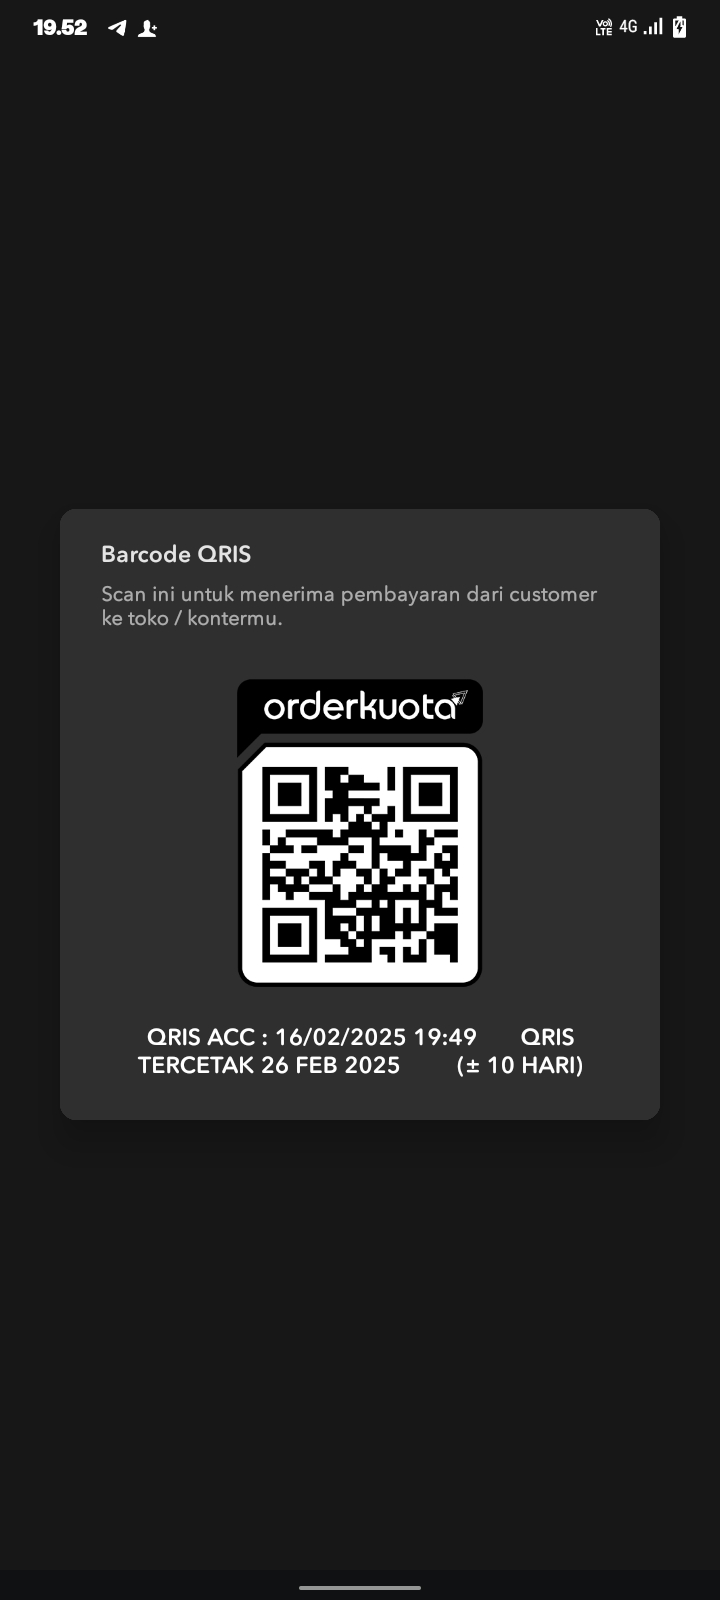 19.52
Vo)) LTE 4G
Barcode QRIS
Scan ini untuk menerima pembayaran dari customer
ke toko / kontermu.
orderkuota
QRIS ACC : 16/02/2025 19:49 QRIS
TERCETAK 26 FEB 2025 (± 10 HARI)